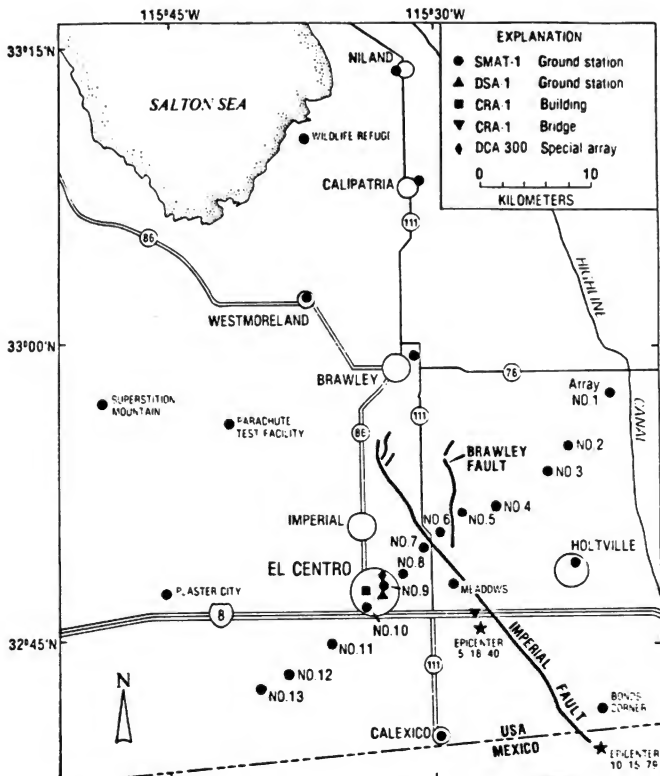 115°45'W
115°30'W
33°15'
EXPLANATION
SMAT-1 Ground station
DSA-1 Ground station
CRA-1 Building
CRA-1 Bridge
DCA 300 Special array
0 10
KILOMETERS
NILAND
SALTON SEA
WILDLIFE REFUGE
CALIPATRIA
111
86
HIGHLINE
CANAL
WESTMORELAND
33°00'
BRAWLEY
76
SUPERSTITION
MOUNTAIN
PARACHUTE
TEST FACILITY
111
86
Array
NO.1
NO.2
NO.3
BRAWLEY
FAULT
NO.4
NO.5
NO.6
IMPERIAL
NO.7
NO.8
EL CENTRO
HOLTVILLE
PLASTER CITY
NO.9
MEADOWS
8
NO.10
32°45'
EPICENTER
5 18 40
IMPERIAL
FAULT
NO.11
111
NO.12
NO.13
N
BONDS
CORNER
CALEXICO
USA
MEXICO
EPICENTER
10 15 79